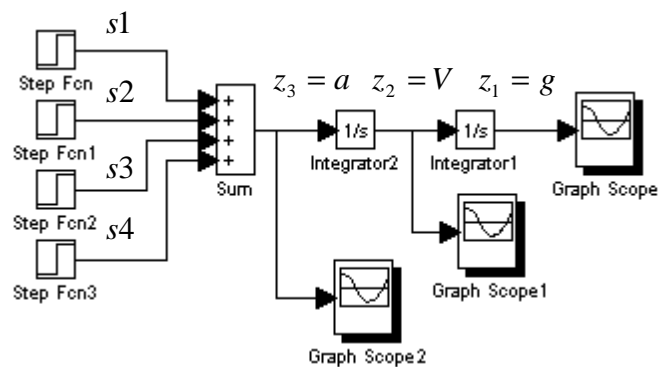 s1
Step Fcn
s2
Step Fcn1
s3
Step Fcn2
s4
Step Fcn3
+
+
+
+
Sum
z₃ = a z₂ = V z₁ = g
1/s
Integrator2
1/s
Integrator1
Graph Scope
Graph Scope1
Graph Scope2